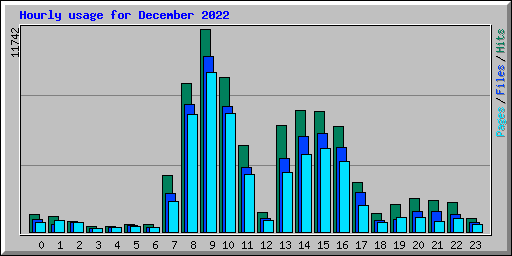 Hourly usage for December 2022
11742
Pages/Files/Hits
0 1 2 3 4 5 6 7 8 9 10 11 12 13 14 15 16 17 18 19 20 21 22 23